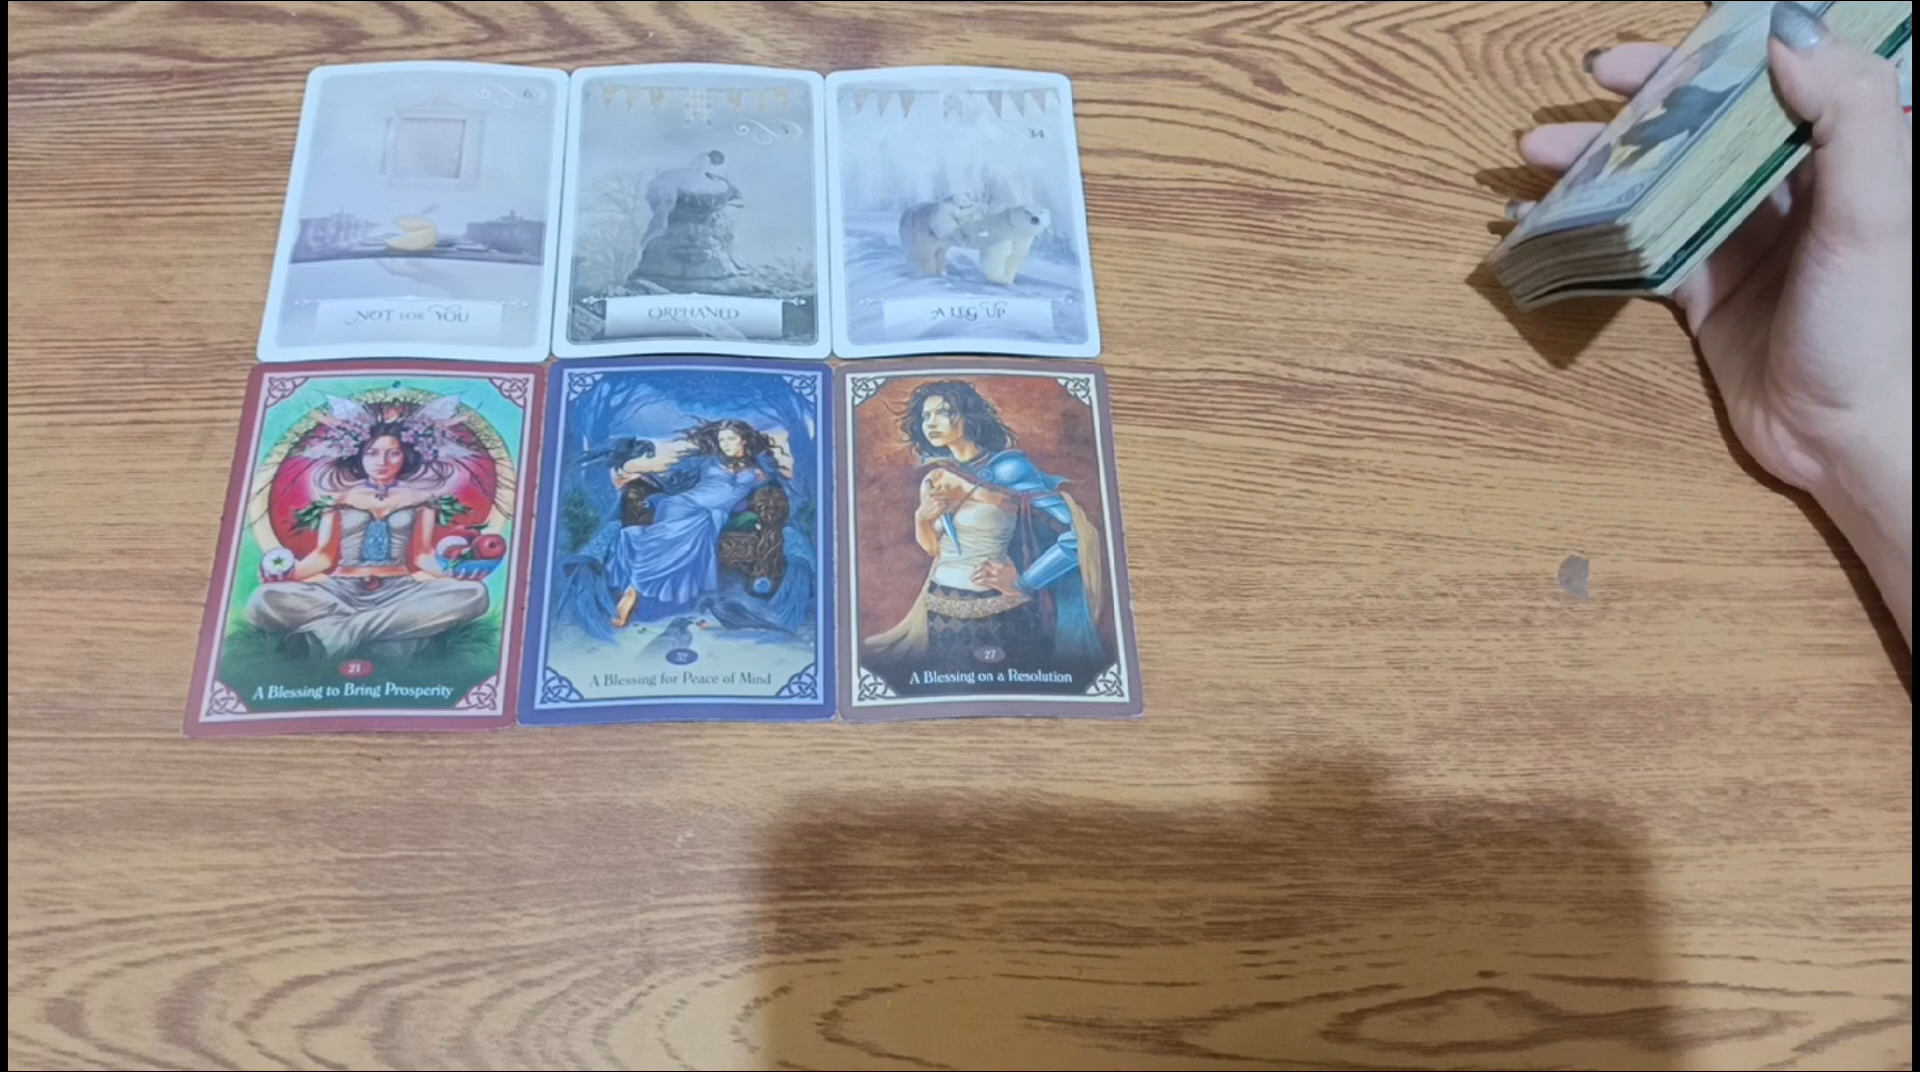 6
NOT FOR YOU
5
ORPHANED
34
A LEG UP
21
A Blessing to Bring Prosperity
32
A Blessing for Peace of Mind
27
A Blessing on a Resolution